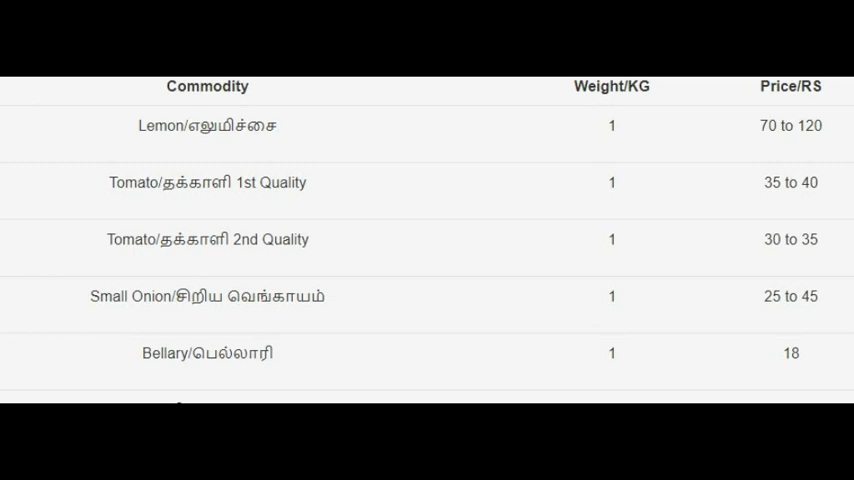 Commodity Weight/KG Price/RS
Lemon/எலுமிச்சை 1 70 to 120
Tomato/தக்காளி 1st Quality 1 35 to 40
Tomato/தக்காளி 2nd Quality 1 30 to 35
Small Onion/சிறிய வெங்காயம் 1 25 to 45
Bellary/பெல்லாரி 1 18